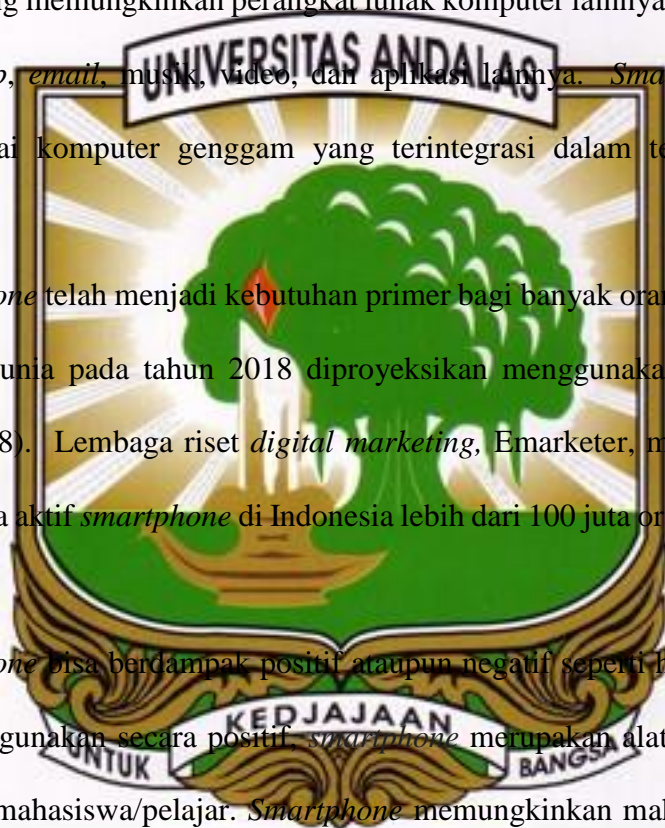 ng memungkinkan perangkat lunak komputer lainnya
UNIVERSITAS ANDALAS
email, musik, video, dan aplikasi lainnya. Sma
ai komputer genggam yang terintegrasi dalam te
one telah menjadi kebutuhan primer bagi banyak oran
unia pada tahun 2018 diproyeksikan menggunaka
8). Lembaga riset digital marketing, Emarketer, m
a aktif smartphone di Indonesia lebih dari 100 juta or
one bisa berdampak positif ataupun negatif seperti h
gunakan secara positif, smartphone merupakan alat
UNTUK KEDJAJAAN BANGSA
mahasiswa/pelajar. Smartphone memungkinkan mah